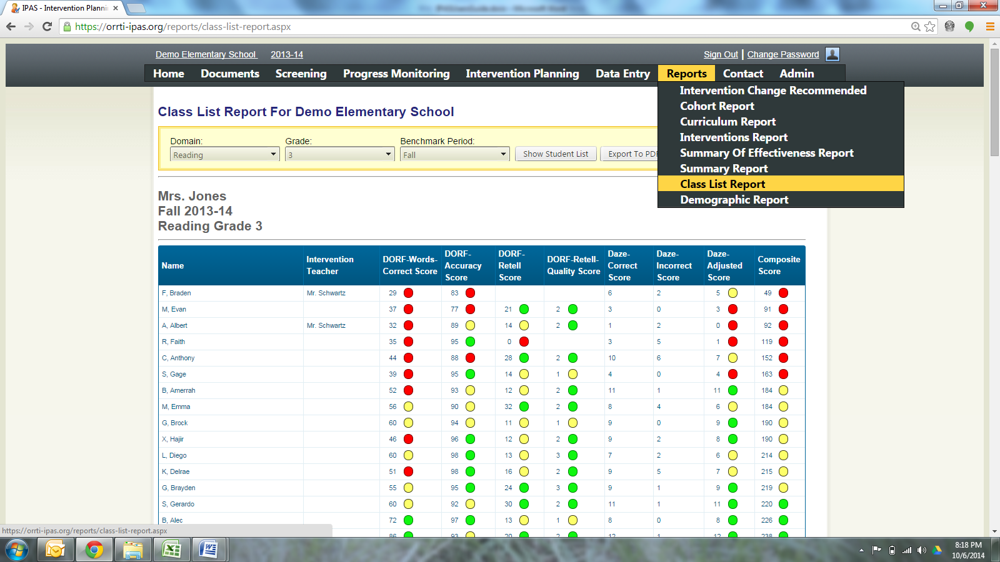 IPAS - Intervention Plannin
https://orrti-ipas.org/reports/class-list-report.aspx
Demo Elementary School 2013-14 Sign Out | Change Password
Home Documents Screening Progress Monitoring Intervention Planning Data Entry Reports Contact Admin
Intervention Change Recommended
Cohort Report
Curriculum Report
Interventions Report
Summary Of Effectiveness Report
Summary Report
Class List Report
Demographic Report
Class List Report For Demo Elementary School
Domain: Grade: Benchmark Period:
Reading 3 Fall Show Student List Export To PDF
Mrs. Jones
Fall 2013-14
Reading Grade 3
Name Intervention Teacher DORF-Words-Correct Score DORF-Accuracy Score DORF-Retell Score DORF-Retell-Quality Score Daze-Correct Score Daze-Incorrect Score Daze-Adjusted Score Composite Score
F, Braden Mr. Schwartz 29 83 6 2 5 49
M, Evan 37 77 21 2 3 0 3 91
A, Albert Mr. Schwartz 32 89 14 2 1 2 0 92
R, Faith 35 95 0 3 5 1 119
C, Anthony 44 88 28 2 10 6 7 152
S, Gage 39 95 14 1 4 0 4 163
B, Amerrah 52 93 12 2 11 1 11 184
M, Emma 56 90 32 2 8 4 6 184
G, Brock 60 94 11 1 9 0 9 190
X, Hajir 46 96 12 2 9 2 8 190
L, Diego 60 98 13 3 7 2 6 214
K, Delrae 51 98 16 2 9 5 7 215
G, Brayden 55 95 24 3 9 1 9 219
S, Gerardo 60 92 30 2 11 1 11 220
B, Alec 72 97 13 1 8 0 8 226
86 93 20 2 12 1 12 238
https://orrti-ipas.org/reports/class-list-report.aspx
8:18 PM
10/6/2014